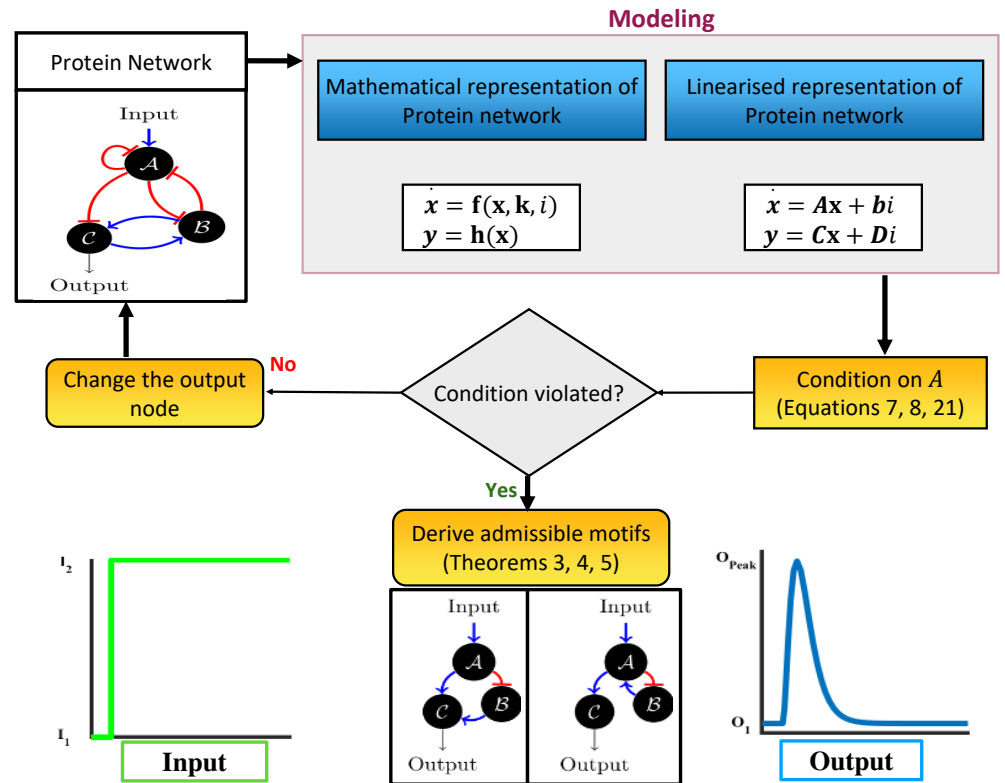 Modeling
Protein Network
Input
A
B
C
Output
Mathematical representation of
Protein network
Linearised representation of
Protein network
ẋ = f(x, k, i)
y = h(x)
ẋ = Ax + bi
y = Cx + Di
Change the output
node
No
Condition violated?
Condition on A
(Equations 7, 8, 21)
Yes
Derive admissible motifs
(Theorems 3, 4, 5)
I₂
I₁
Input
Input
A
B
C
Output
Input
A
B
C
Output
O_Peak
O₁
Output